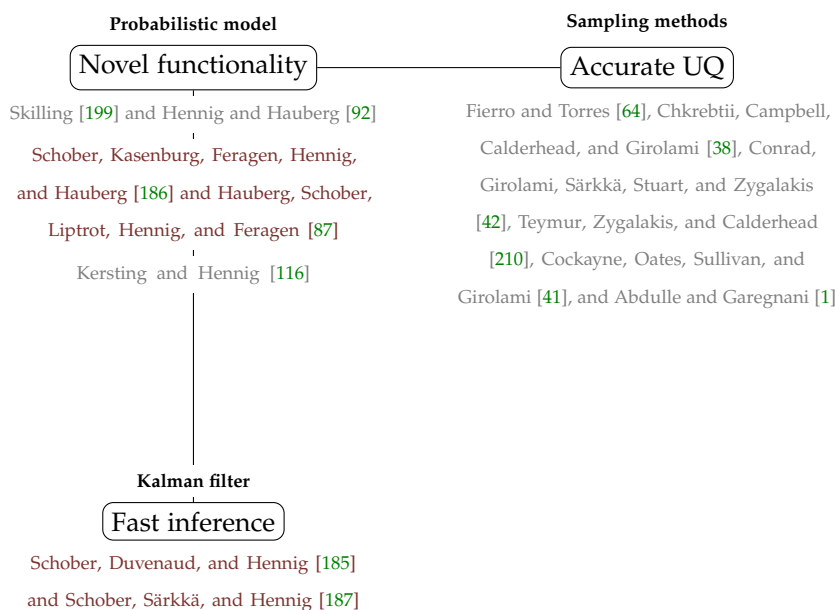 Probabilistic model
Novel functionality
Skilling [199] and Hennig and Hauberg [92]
Schober, Kasenburg, Feragen, Hennig,
and Hauberg [186] and Hauberg, Schober,
Liptrot, Hennig, and Feragen [87]
Kersting and Hennig [116]
Sampling methods
Accurate UQ
Fierro and Torres [64], Chkrebtii, Campbell,
Calderhead, and Girolami [38], Conrad,
Girolami, Särkkä, Stuart, and Zygalakis
[42], Teymur, Zygalakis, and Calderhead
[210], Cockayne, Oates, Sullivan, and
Girolami [41], and Abdulle and Garegnani [1]
Kalman filter
Fast inference
Schober, Duvenaud, and Hennig [185]
and Schober, Särkkä, and Hennig [187]